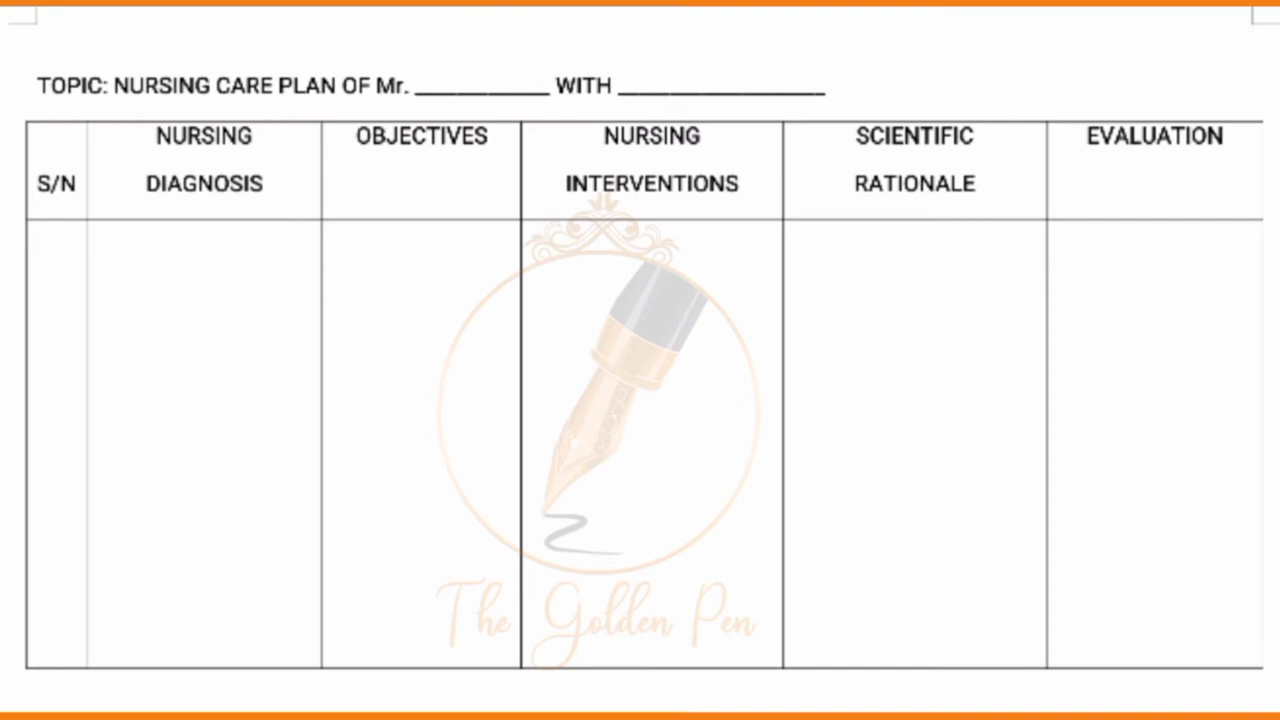 TOPIC: NURSING CARE PLAN OF Mr. ____________ WITH __________________
S/N
NURSING
DIAGNOSIS
OBJECTIVES
NURSING
INTERVENTIONS
SCIENTIFIC
RATIONALE
EVALUATION
The Golden Pen